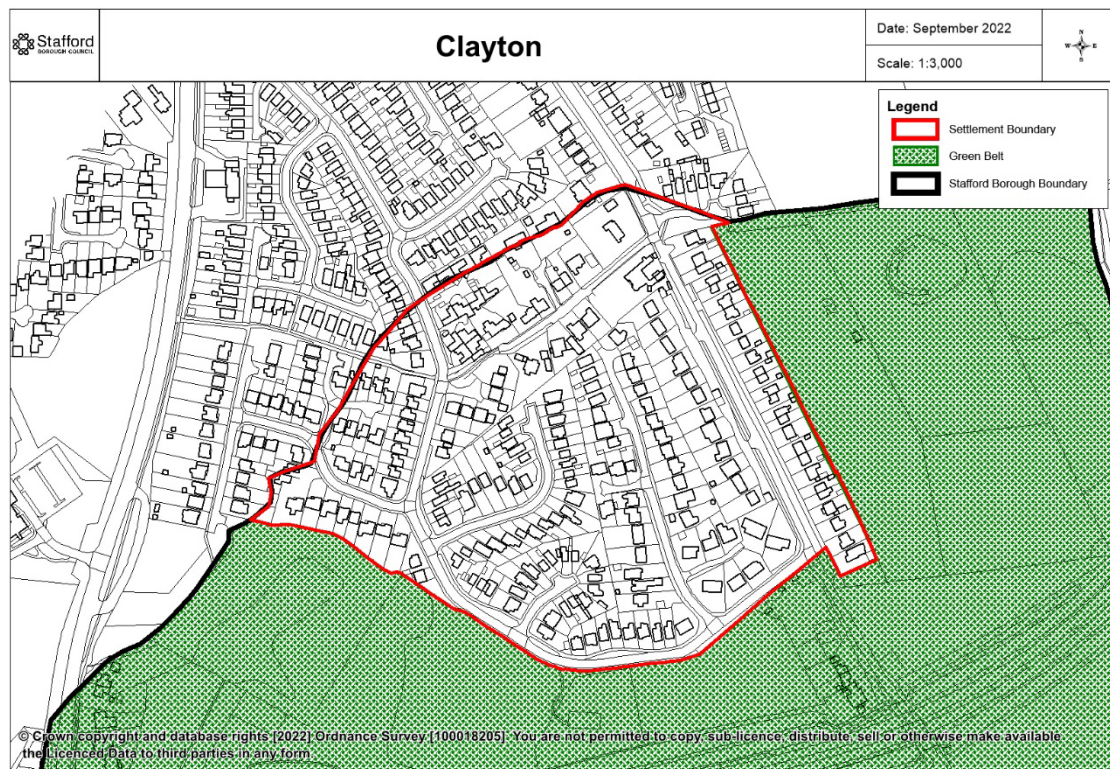 Stafford
BOROUGH COUNCIL
Clayton
Date: September 2022
Scale: 1:3,000
N
W E
S
Legend
Settlement Boundary
Green Belt
Stafford Borough Boundary
© Crown copyright and database rights [2022] Ordnance Survey [100018205]. You are not permitted to copy, sub-licence, distribute, sell or otherwise make available
the Licenced Data to third parties in any form.